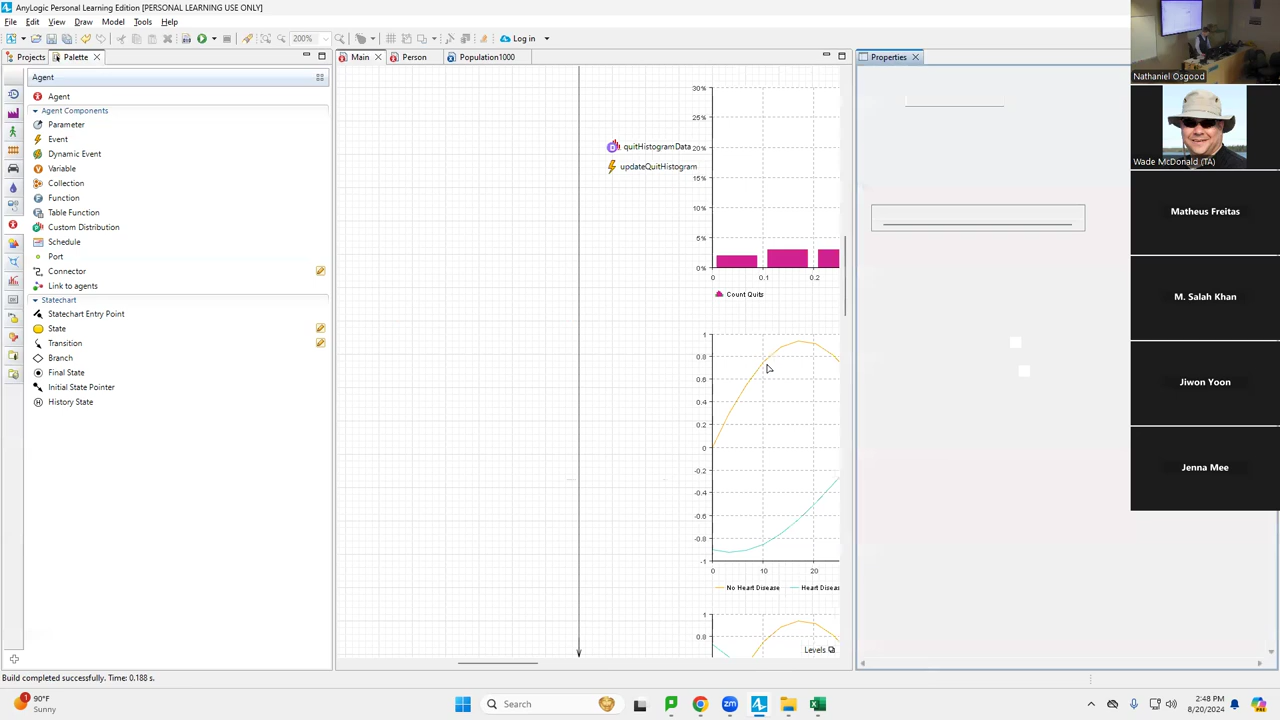 AnyLogic Personal Learning Edition [PERSONAL LEARNING USE ONLY]
File Edit View Draw Model Tools Help
200% Log in
Projects Palette
Main Person Population1000
Properties
Agent
Agent
Agent Components
Parameter
Event
Dynamic Event
Variable
Collection
Function
Table Function
Custom Distribution
Schedule
Port
Connector
Link to agents
Statechart
Statechart Entry Point
State
Transition
Branch
Final State
Initial State Pointer
History State
quitHistogramData
updateQuitHistogram
30%
25%
20%
15%
10%
5%
0%
0 0.1 0.2
Count Quits
1
0.8
0.6
0.4
0.2
0
-0.2
-0.4
-0.6
-0.8
-1
0 10 20
No Heart Disease Heart Diseas
0.8
Levels
Nathaniel Osgood
Wade McDonald (TA)
Matheus Freitas
M. Salah Khan
Jiwon Yoon
Jenna Mee
Build completed successfully. Time: 0.188 s.
1
90°F
Sunny
Search
2:48 PM
8/20/2024